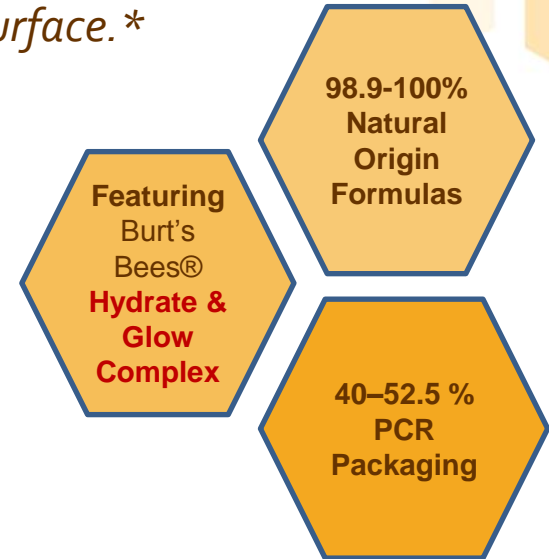 urface.*
98.9-100%
Natural
Origin
Formulas
Featuring
Burt's
Bees®
Hydrate &
Glow
Complex
40–52.5 %
PCR
Packaging